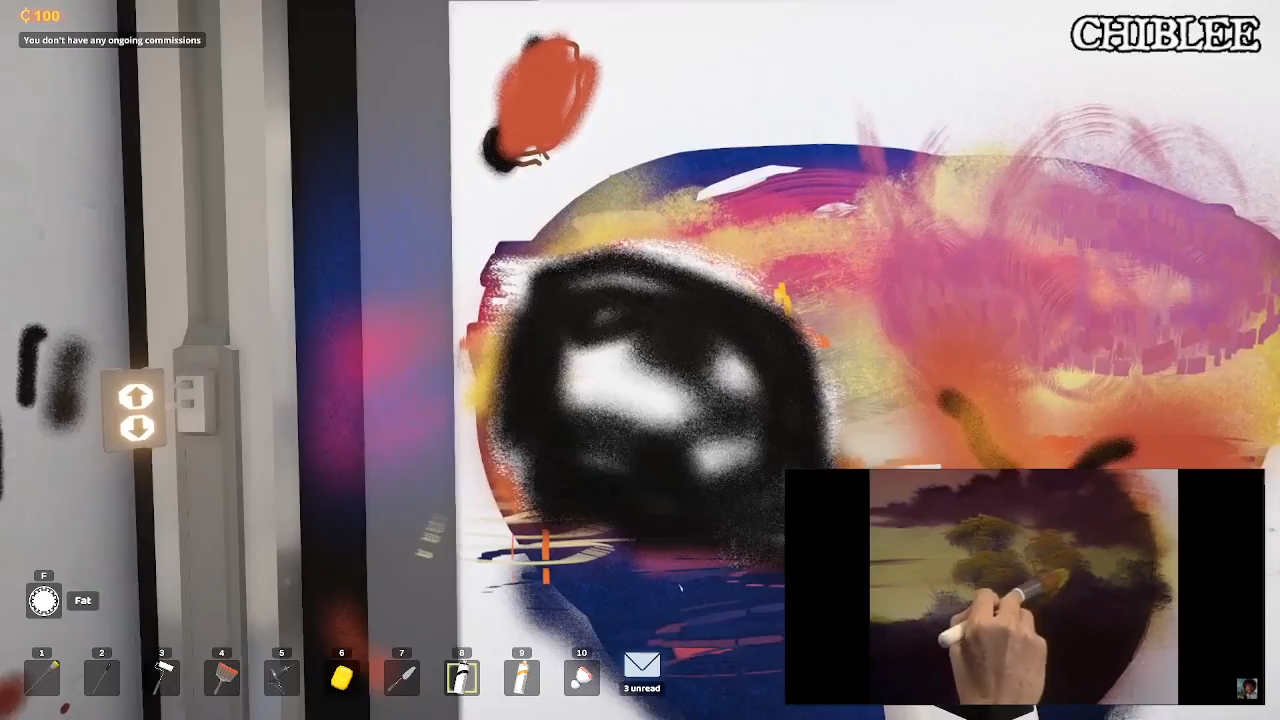 ₵ 100
You don't have any ongoing commissions
CHIBLEE
F
Fat
1 2 3 4 5 6 7 8 9 10
3 unread